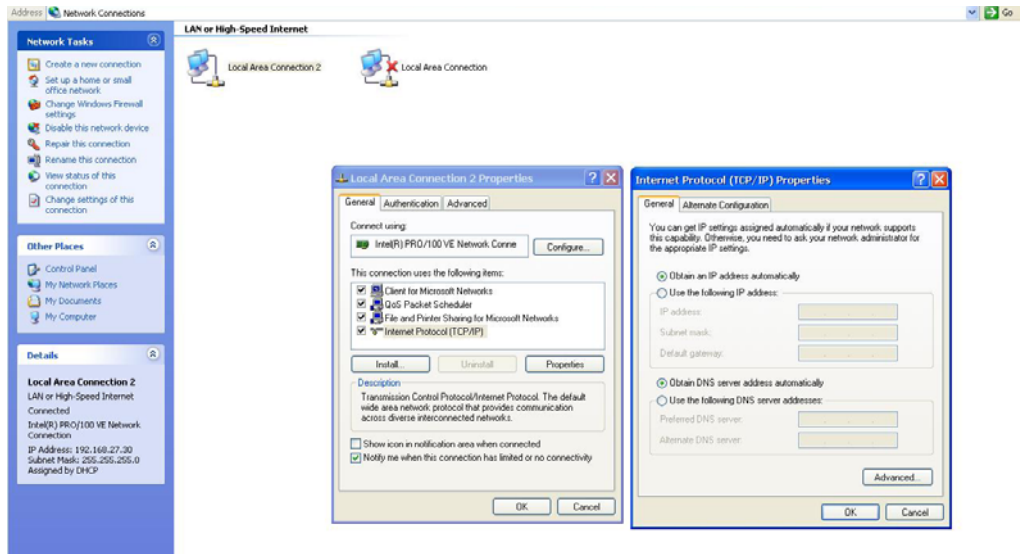 Address Network Connections
Go
Network Tasks
Create a new connection
Set up a home or small
office network
Change Windows Firewall
settings
Disable this network device
Repair this connection
Rename this connection
View status of this
connection
Change settings of this
connection
Other Places
Control Panel
My Network Places
My Documents
My Computer
Details
Local Area Connection 2
LAN or High-Speed Internet
Connected
Intel(R) PRO/100 VE Network
Connection
IP Address: 192.168.27.30
Subnet Mask: 255.255.255.0
Assigned by DHCP
LAN or High-Speed Internet
Local Area Connection 2
Local Area Connection
Local Area Connection 2 Properties
General Authentication Advanced
Connect using:
Intel(R) PRO/100 VE Network Conne
Configure...
This connection uses the following items:
Client for Microsoft Networks
QoS Packet Scheduler
File and Printer Sharing for Microsoft Networks
Internet Protocol (TCP/IP)
Install... Uninstall Properties
Description
Transmission Control Protocol/Internet Protocol. The default
wide area network protocol that provides communication
across diverse interconnected networks.
Show icon in notification area when connected
Notify me when this connection has limited or no connectivity
OK Cancel
Internet Protocol (TCP/IP) Properties
General Alternate Configuration
You can get IP settings assigned automatically if your network supports
this capability. Otherwise, you need to ask your network administrator for
the appropriate IP settings.
Obtain an IP address automatically
Use the following IP address:
IP address:
Subnet mask:
Default gateway:
Obtain DNS server address automatically
Use the following DNS server addresses:
Preferred DNS server:
Alternate DNS server:
Advanced...
OK Cancel